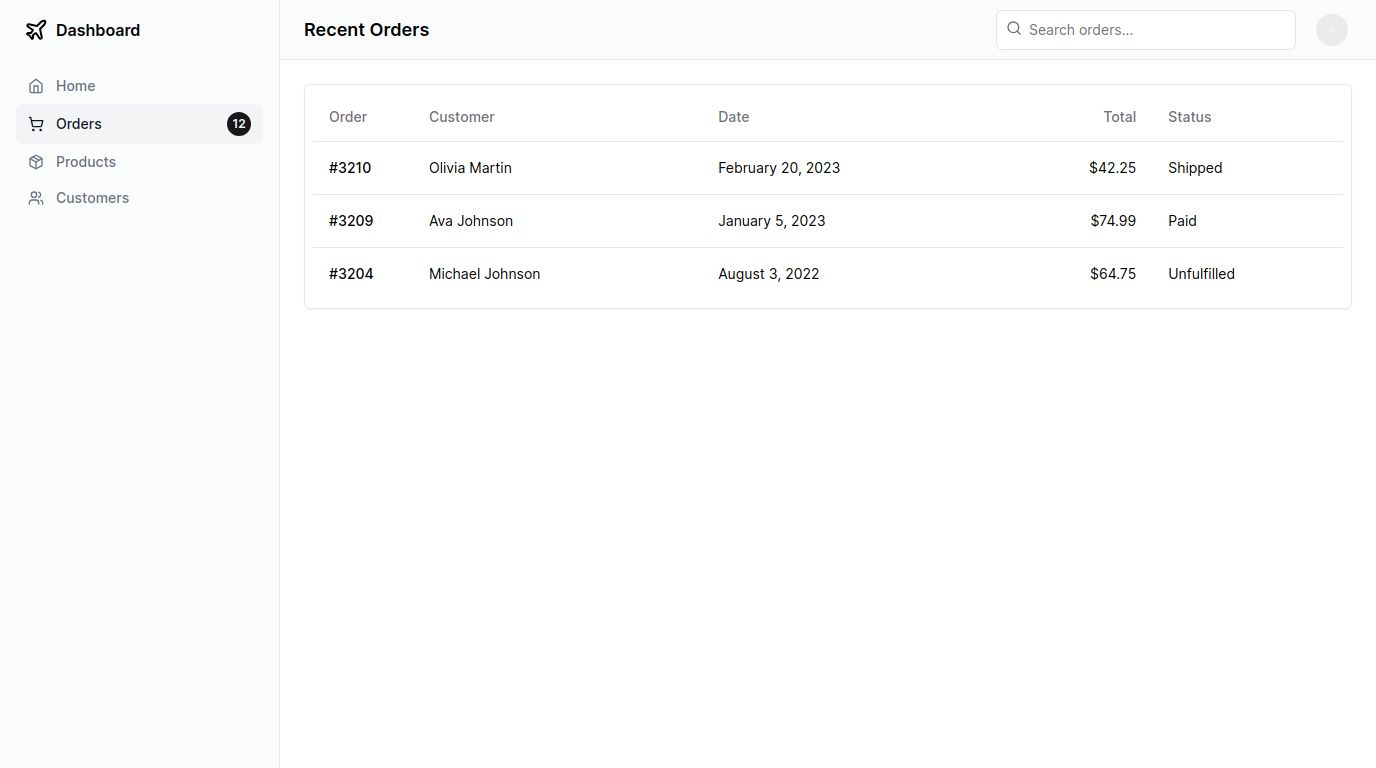 Dashboard
Home
Orders 12
Products
Customers
Recent Orders
Search orders...
Order Customer Date Total Status
#3210 Olivia Martin February 20, 2023 $42.25 Shipped
#3209 Ava Johnson January 5, 2023 $74.99 Paid
#3204 Michael Johnson August 3, 2022 $64.75 Unfulfilled